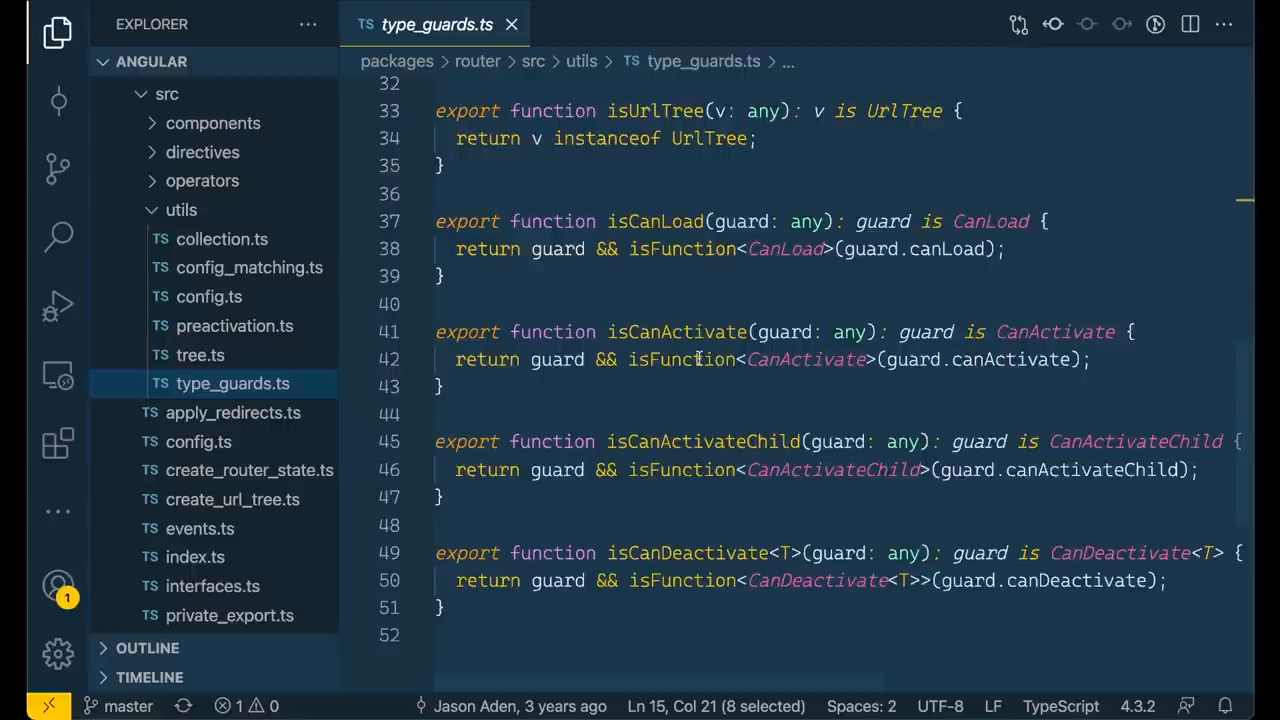 EXPLORER
ANGULAR
src
components
directives
operators
utils
TS collection.ts
TS config_matching.ts
TS config.ts
TS preactivation.ts
TS tree.ts
TS type_guards.ts
TS apply_redirects.ts
TS config.ts
TS create_router_state.ts
TS create_url_tree.ts
TS events.ts
TS index.ts
TS interfaces.ts
TS private_export.ts
OUTLINE
TIMELINE
1
TS type_guards.ts
packages > router > src > utils > TS type_guards.ts > ...
32
33 export function isUrlTree(v: any): v is UrlTree {
34 return v instanceof UrlTree;
35 }
36
37 export function isCanLoad(guard: any): guard is CanLoad {
38 return guard && isFunction<CanLoad>(guard.canLoad);
39 }
40
41 export function isCanActivate(guard: any): guard is CanActivate {
42 return guard && isFunction<CanActivate>(guard.canActivate);
43 }
44
45 export function isCanActivateChild(guard: any): guard is CanActivateChild {
46 return guard && isFunction<CanActivateChild>(guard.canActivateChild);
47 }
48
49 export function isCanDeactivate<T>(guard: any): guard is CanDeactivate<T> {
50 return guard && isFunction<CanDeactivate<T>>(guard.canDeactivate);
51 }
52
master 1 0 Jason Aden, 3 years ago Ln 15, Col 21 (8 selected) Spaces: 2 UTF-8 LF TypeScript 4.3.2